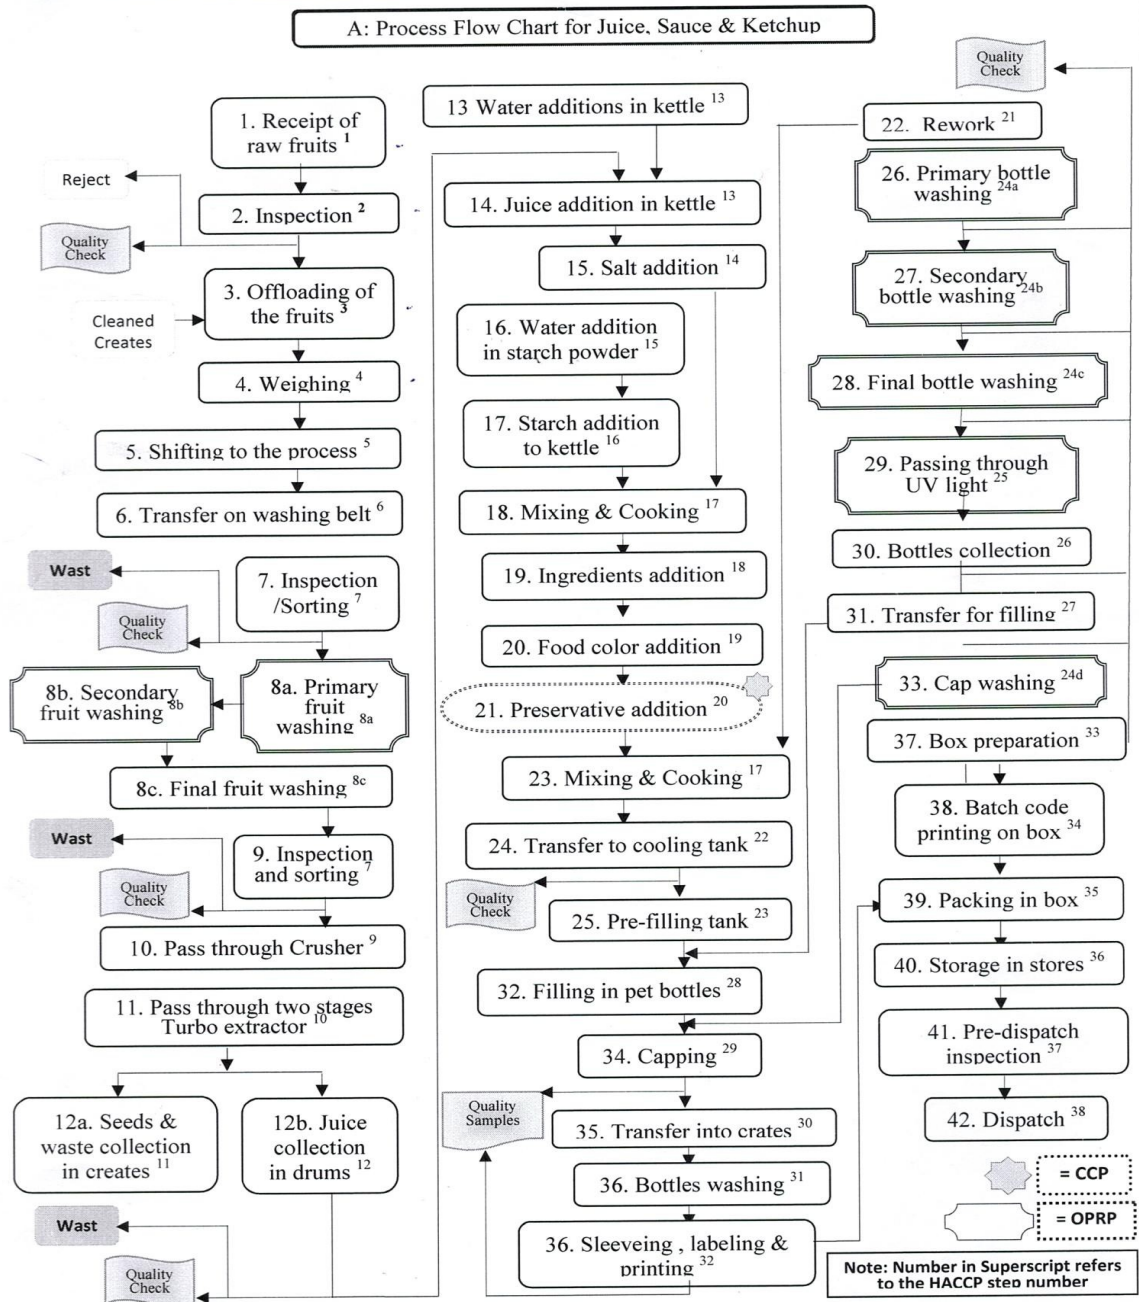 A: Process Flow Chart for Juice, Sauce & Ketchup
1. Receipt of
raw fruits 1
Reject
2. Inspection 2
Quality
Check
3. Offloading of
the fruits 3
Cleaned
Creates
4. Weighing 4
5. Shifting to the process 5
6. Transfer on washing belt 6
Wast
7. Inspection
/Sorting 7
Quality
Check
8b. Secondary
fruit washing 8b
8a. Primary
fruit
washing 8a
8c. Final fruit washing 8c
Wast
9. Inspection
and sorting 7
Quality
Check
10. Pass through Crusher 9
11. Pass through two stages
Turbo extractor 10
12a. Seeds &
waste collection
in creates 11
12b. Juice
collection
in drums 12
Wast
Quality
Check
13 Water additions in kettle 13
14. Juice addition in kettle 13
15. Salt addition 14
16. Water addition
in starch powder 15
17. Starch addition
to kettle 16
18. Mixing & Cooking 17
19. Ingredients addition 18
20. Food color addition 19
21. Preservative addition 20
23. Mixing & Cooking 17
24. Transfer to cooling tank 22
Quality
Check
25. Pre-filling tank 23
32. Filling in pet bottles 28
34. Capping 29
Quality
Samples
35. Transfer into crates 30
36. Bottles washing 31
36. Sleeveing , labeling &
printing 32
Quality
Check
22. Rework 21
26. Primary bottle
washing 24a
27. Secondary
bottle washing 24b
28. Final bottle washing 24c
29. Passing through
UV light 25
30. Bottles collection 26
31. Transfer for filling 27
33. Cap washing 24d
37. Box preparation 33
38. Batch code
printing on box 34
39. Packing in box 35
40. Storage in stores 36
41. Pre-dispatch
inspection 37
42. Dispatch 38
= CCP
= OPRP
Note: Number in Superscript refers
to the HACCP step number